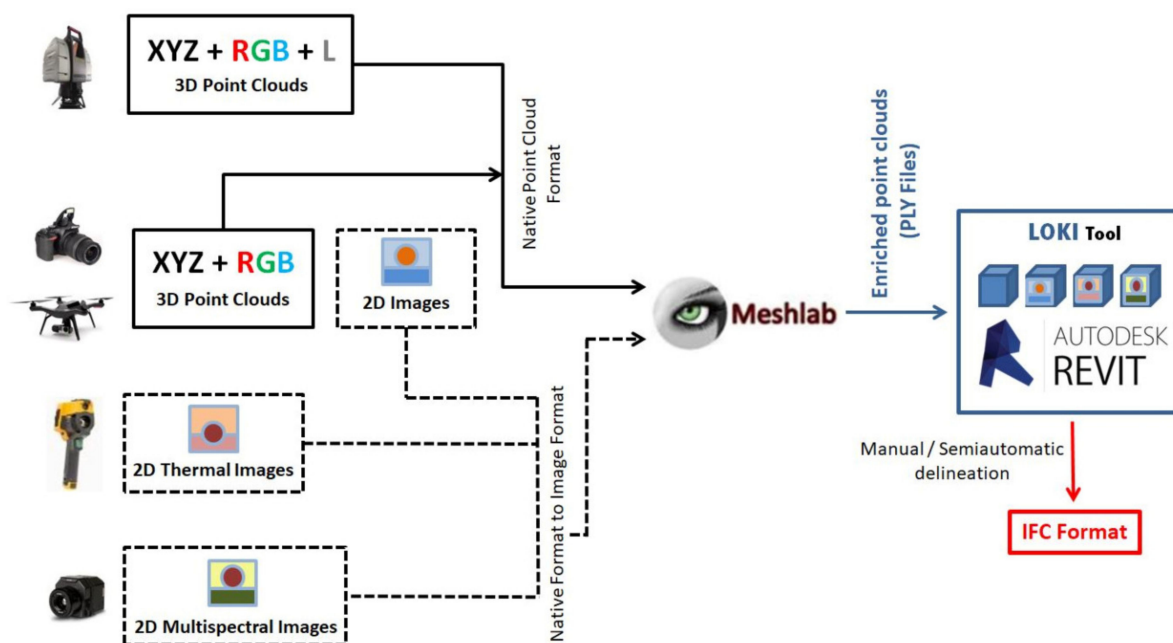 XYZ + RGB + L
3D Point Clouds
XYZ + RGB
3D Point Clouds
2D Images
2D Thermal Images
2D Multispectral Images
Native Point Cloud
Format
Native Format to Image Format
Meshlab
Enriched point clouds
(PLY Files)
LOKI Tool
AUTODESK
REVIT
Manual / Semiautomatic
delineation
IFC Format